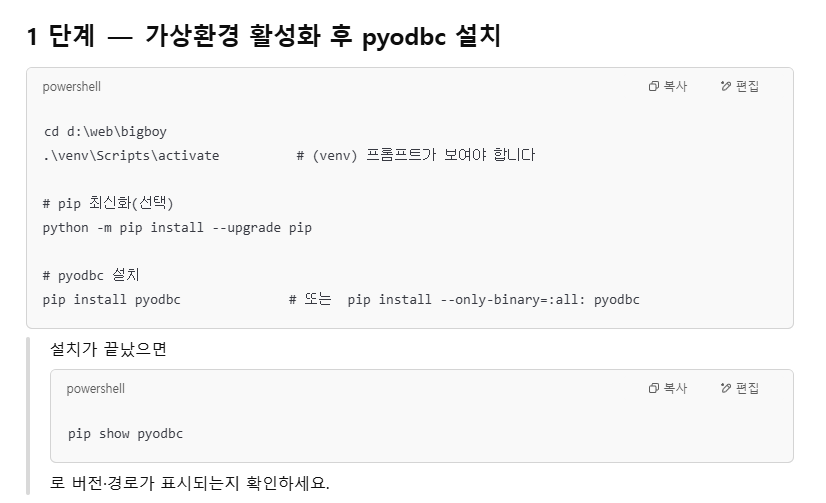 1 단계 — 가상환경 활성화 후 pyodbc 설치
powershell 복사 편집
cd d:\web\bigboy
.\venv\Scripts\activate # (venv) 프롬프트가 보여야 합니다
# pip 최신화(선택)
python -m pip install --upgrade pip
# pyodbc 설치
pip install pyodbc # 또는 pip install --only-binary=:all: pyodbc
설치가 끝났으면
powershell 복사 편집
pip show pyodbc
로 버전·경로가 표시되는지 확인하세요.